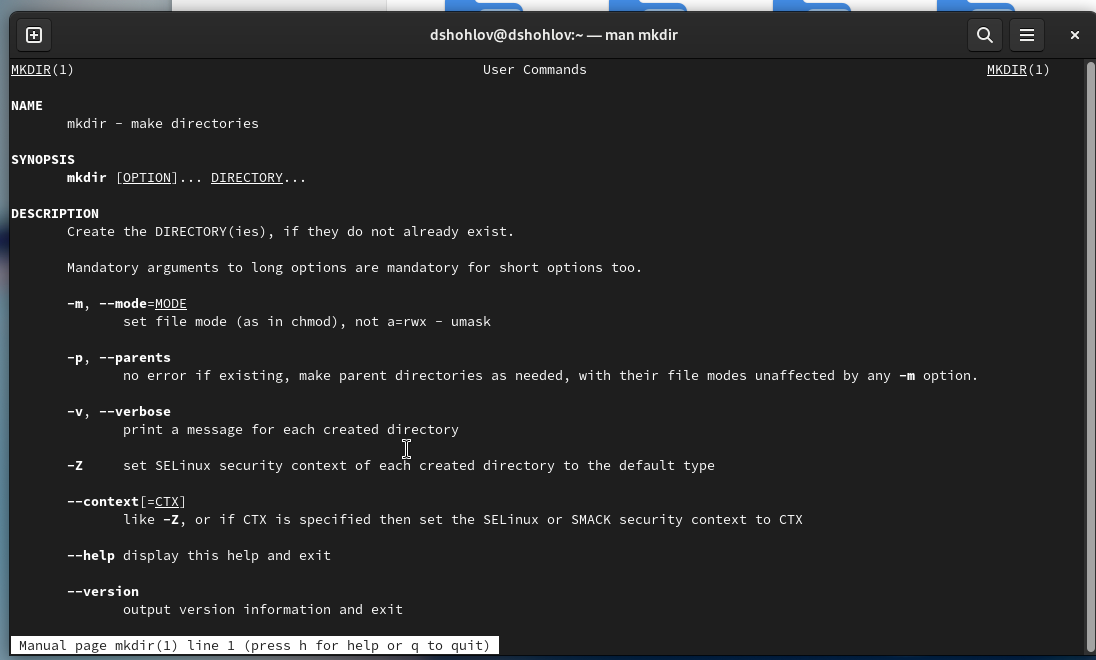 dshohlov@dshohlov:~ — man mkdir
MKDIR(1) User Commands MKDIR(1)
NAME
mkdir - make directories
SYNOPSIS
mkdir [OPTION]... DIRECTORY...
DESCRIPTION
Create the DIRECTORY(ies), if they do not already exist.
Mandatory arguments to long options are mandatory for short options too.
-m, --mode=MODE
set file mode (as in chmod), not a=rwx - umask
-p, --parents
no error if existing, make parent directories as needed, with their file modes unaffected by any -m option.
-v, --verbose
print a message for each created directory
-Z set SELinux security context of each created directory to the default type
--context[=CTX]
like -Z, or if CTX is specified then set the SELinux or SMACK security context to CTX
--help display this help and exit
--version
output version information and exit
Manual page mkdir(1) line 1 (press h for help or q to quit)